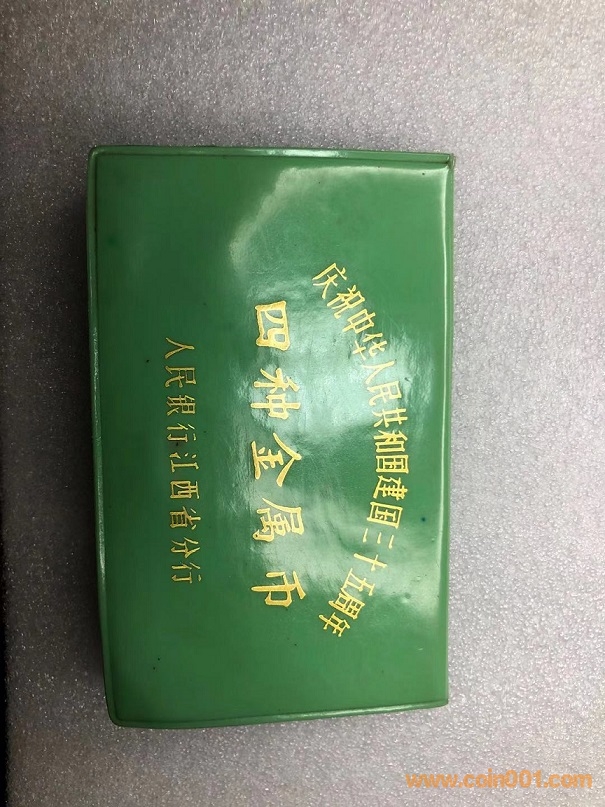 庆祝中华人民共和国建国三十五周年
四种金属币
人民银行江西省分行
www.coin001.com